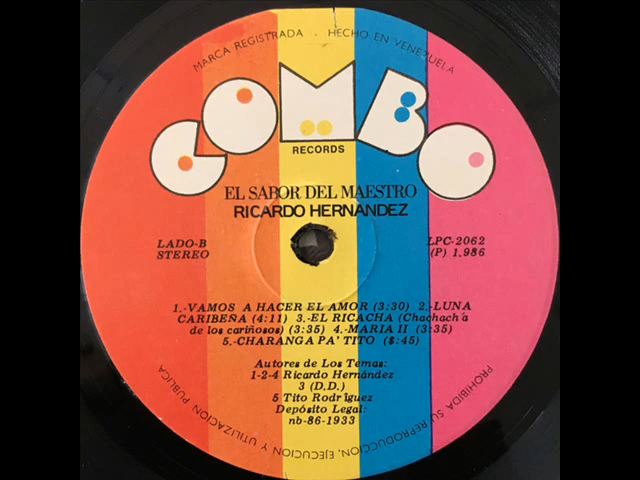 MARCA REGISTRADA · HECHO EN VENEZUELA
COMBO
RECORDS
EL SABOR DEL MAESTRO
RICARDO HERNANDEZ
LADO-B
STEREO
LPC-2062
(P) 1.986
1.-VAMOS A HACER EL AMOR (3:30) 2.-LUNA
CARIBEÑA (4:11) 3.-EL RICACHA (Chachach'a
de los cariñosos) (3:35) 4.-MARIA II (3:35)
5.-CHARANGA PA' TITO ($:45)
Autores de Los Temas:
1-2-4 Ricardo Hernández
3 (D.D.)
5 Tito Rodríguez
Depósito Legal:
nb-86-1933
PROHIBIDA SU REPRODUCCION, EJECUCION Y UTILIZACION PUBLICA